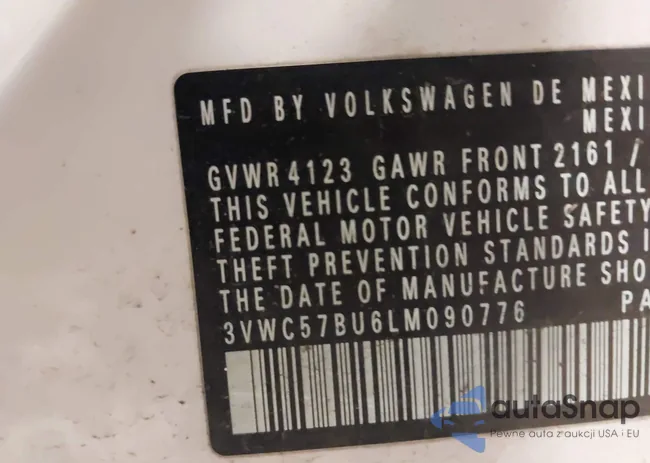 MFD BY VOLKSWAGEN DE MEXI
MEXI
GVWR 4123 GAWR FRONT 2161 /
THIS VEHICLE CONFORMS TO ALL
FEDERAL MOTOR VEHICLE SAFETY
THEFT PREVENTION STANDARDS I
THE DATE OF MANUFACTURE SHO
3VWC57BU6LM090776 PA
autoSnap
Pewne auta z aukcji USA i EU